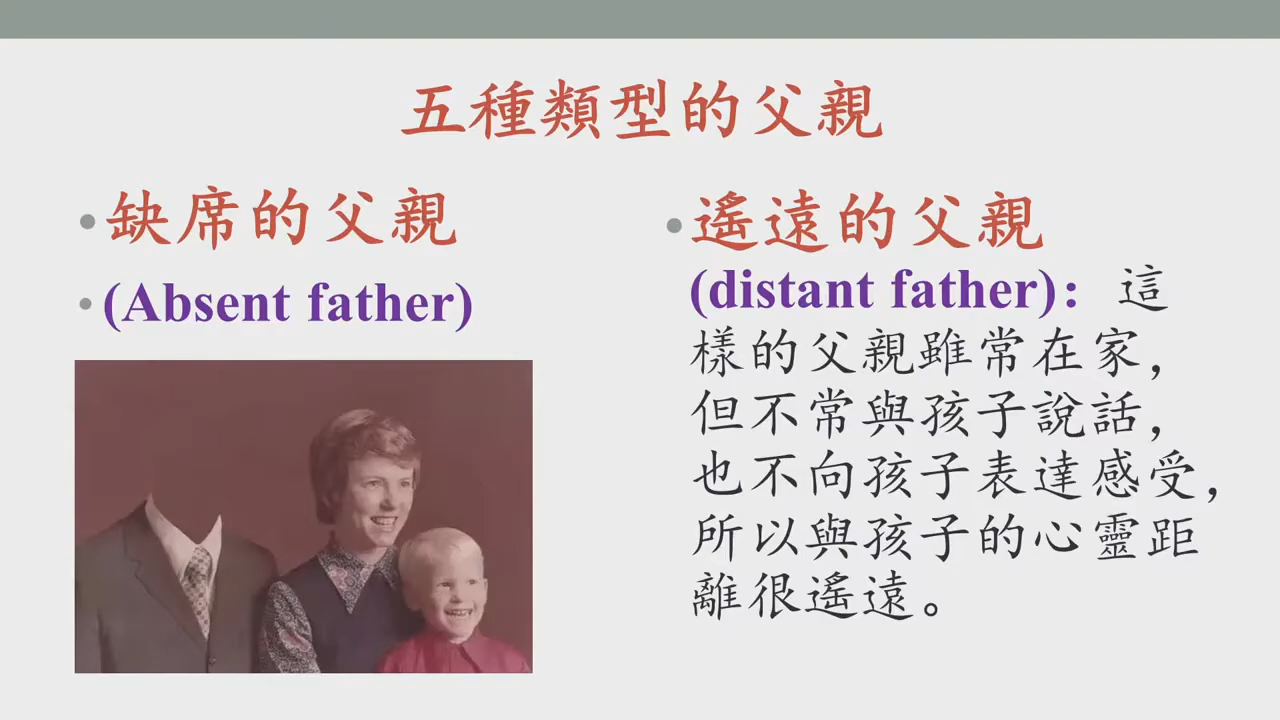 五種類型的父親
•缺席的父親
•(Absent father)
•遙遠的父親
(distant father)：這
樣的父親雖常在家，
但不常與孩子說話，
也不向孩子表達感受，
所以與孩子的心靈距
離很遙遠。